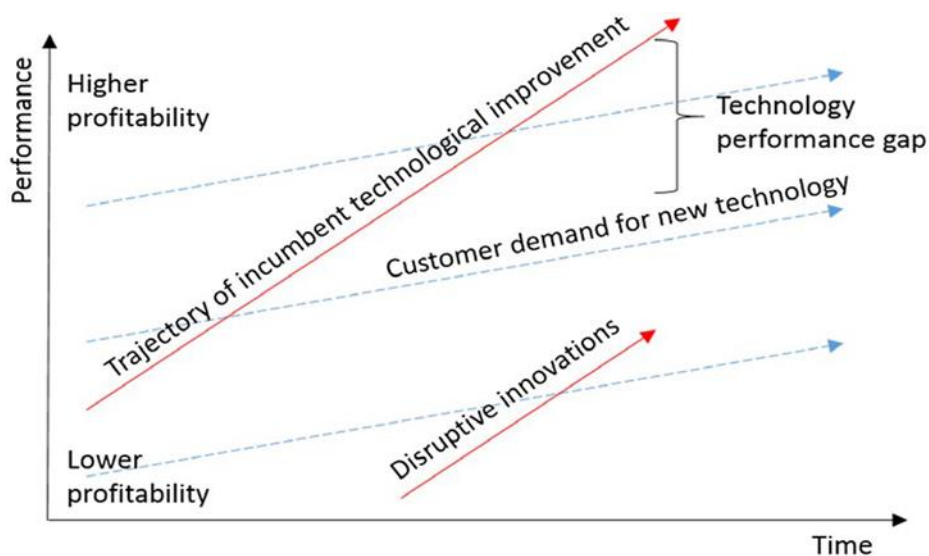 Performance
Higher
profitability
Trajectory of incumbent technological improvement
Technology
performance gap
Customer demand for new technology
Disruptive innovations
Lower
profitability
Time